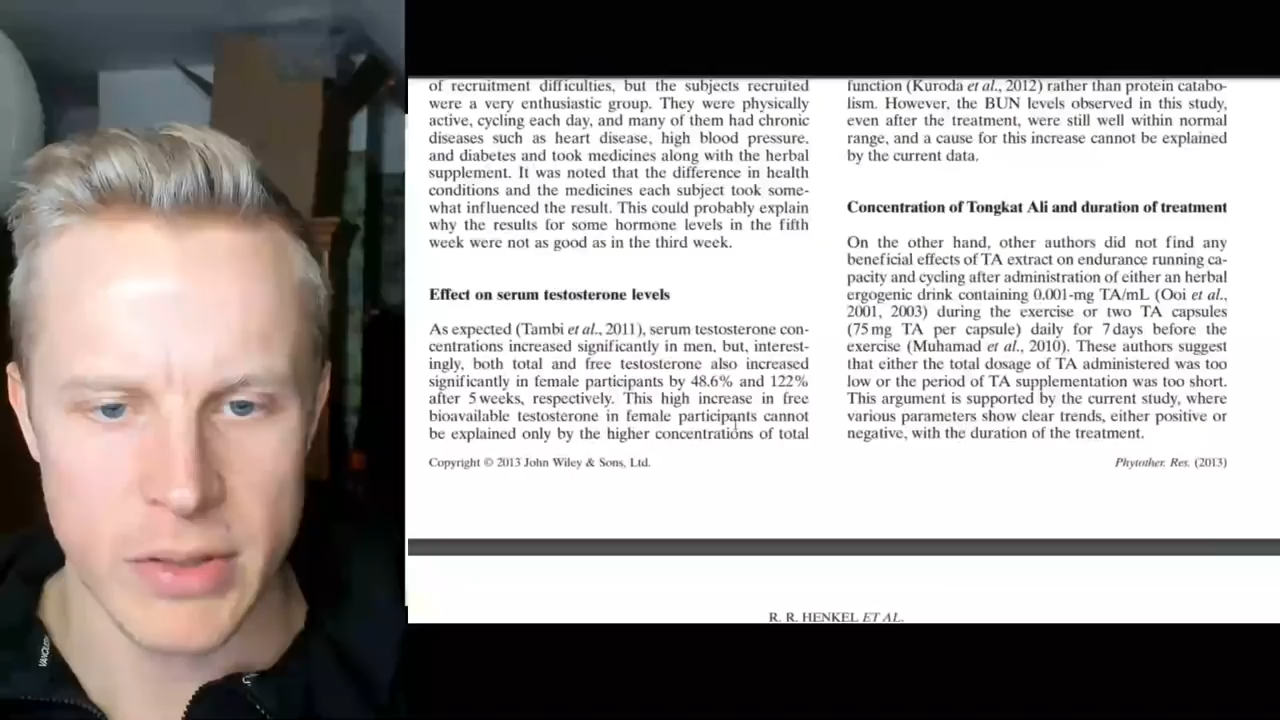 of recruitment difficulties, but the subjects recruited
were a very enthusiastic group. They were physically
active, cycling each day, and many of them had chronic
diseases such as heart disease, high blood pressure,
and diabetes and took medicines along with the herbal
supplement. It was noted that the difference in health
conditions and the medicines each subject took some-
what influenced the result. This could probably explain
why the results for some hormone levels in the fifth
week were not as good as in the third week.
Effect on serum testosterone levels
As expected (Tambi et al., 2011), serum testosterone con-
centrations increased significantly in men, but, interest-
ingly, both total and free testosterone also increased
significantly in female participants by 48.6% and 122%
after 5 weeks, respectively. This high increase in free
bioavailable testosterone in female participants cannot
be explained only by the higher concentrations of total
Copyright © 2013 John Wiley & Sons, Ltd.
function (Kuroda et al., 2012) rather than protein catabo-
lism. However, the BUN levels observed in this study,
even after the treatment, were still well within normal
range, and a cause for this increase cannot be explained
by the current data.
Concentration of Tongkat Ali and duration of treatment
On the other hand, other authors did not find any
beneficial effects of TA extract on endurance running ca-
pacity and cycling after administration of either an herbal
ergogenic drink containing 0.001-mg TA/mL (Ooi et al.,
2001, 2003) during the exercise or two TA capsules
(75 mg TA per capsule) daily for 7 days before the
exercise (Muhamad et al., 2010). These authors suggest
that either the total dosage of TA administered was too
low or the period of TA supplementation was too short.
This argument is supported by the current study, where
various parameters show clear trends, either positive or
negative, with the duration of the treatment.
Phytother. Res. (2013)
R. R. HENKEL ET AL.